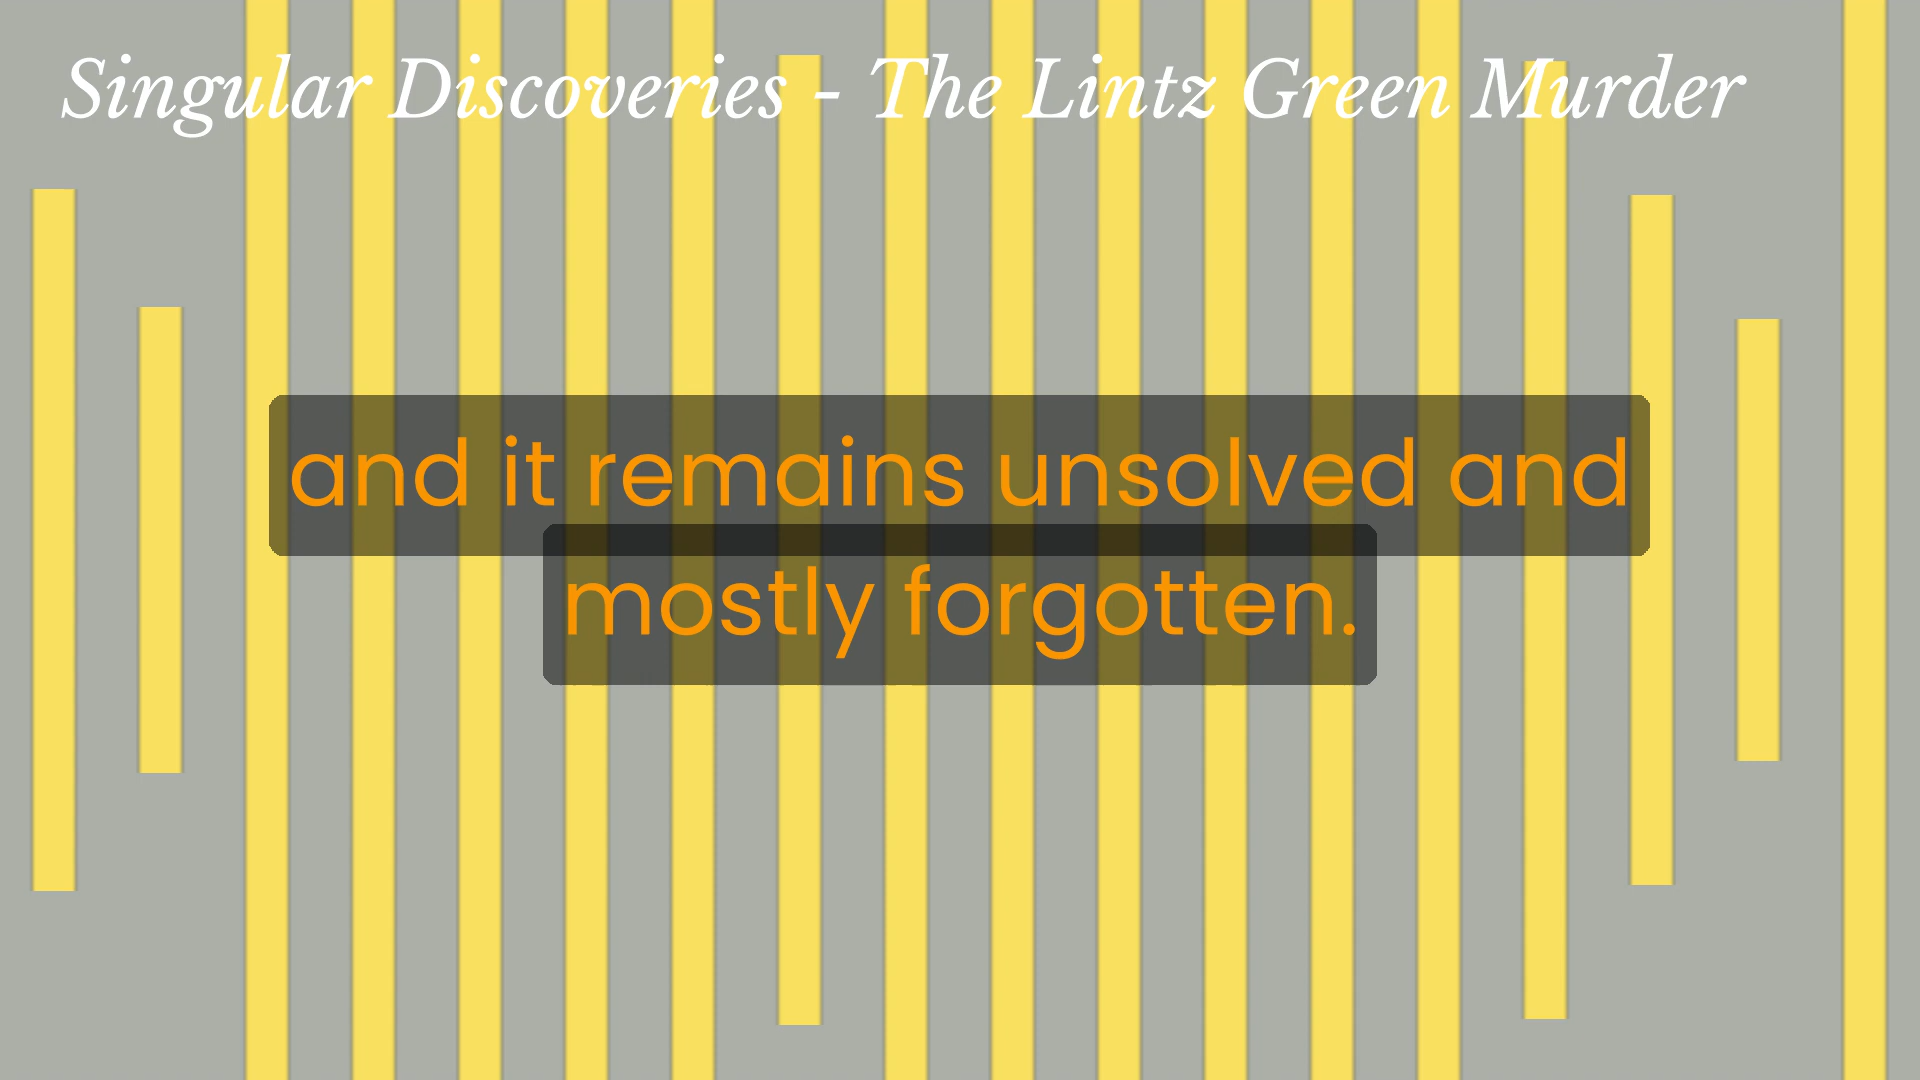 Singular Discoveries - The Lintz Green Murder
and it remains unsolved and
mostly forgotten.